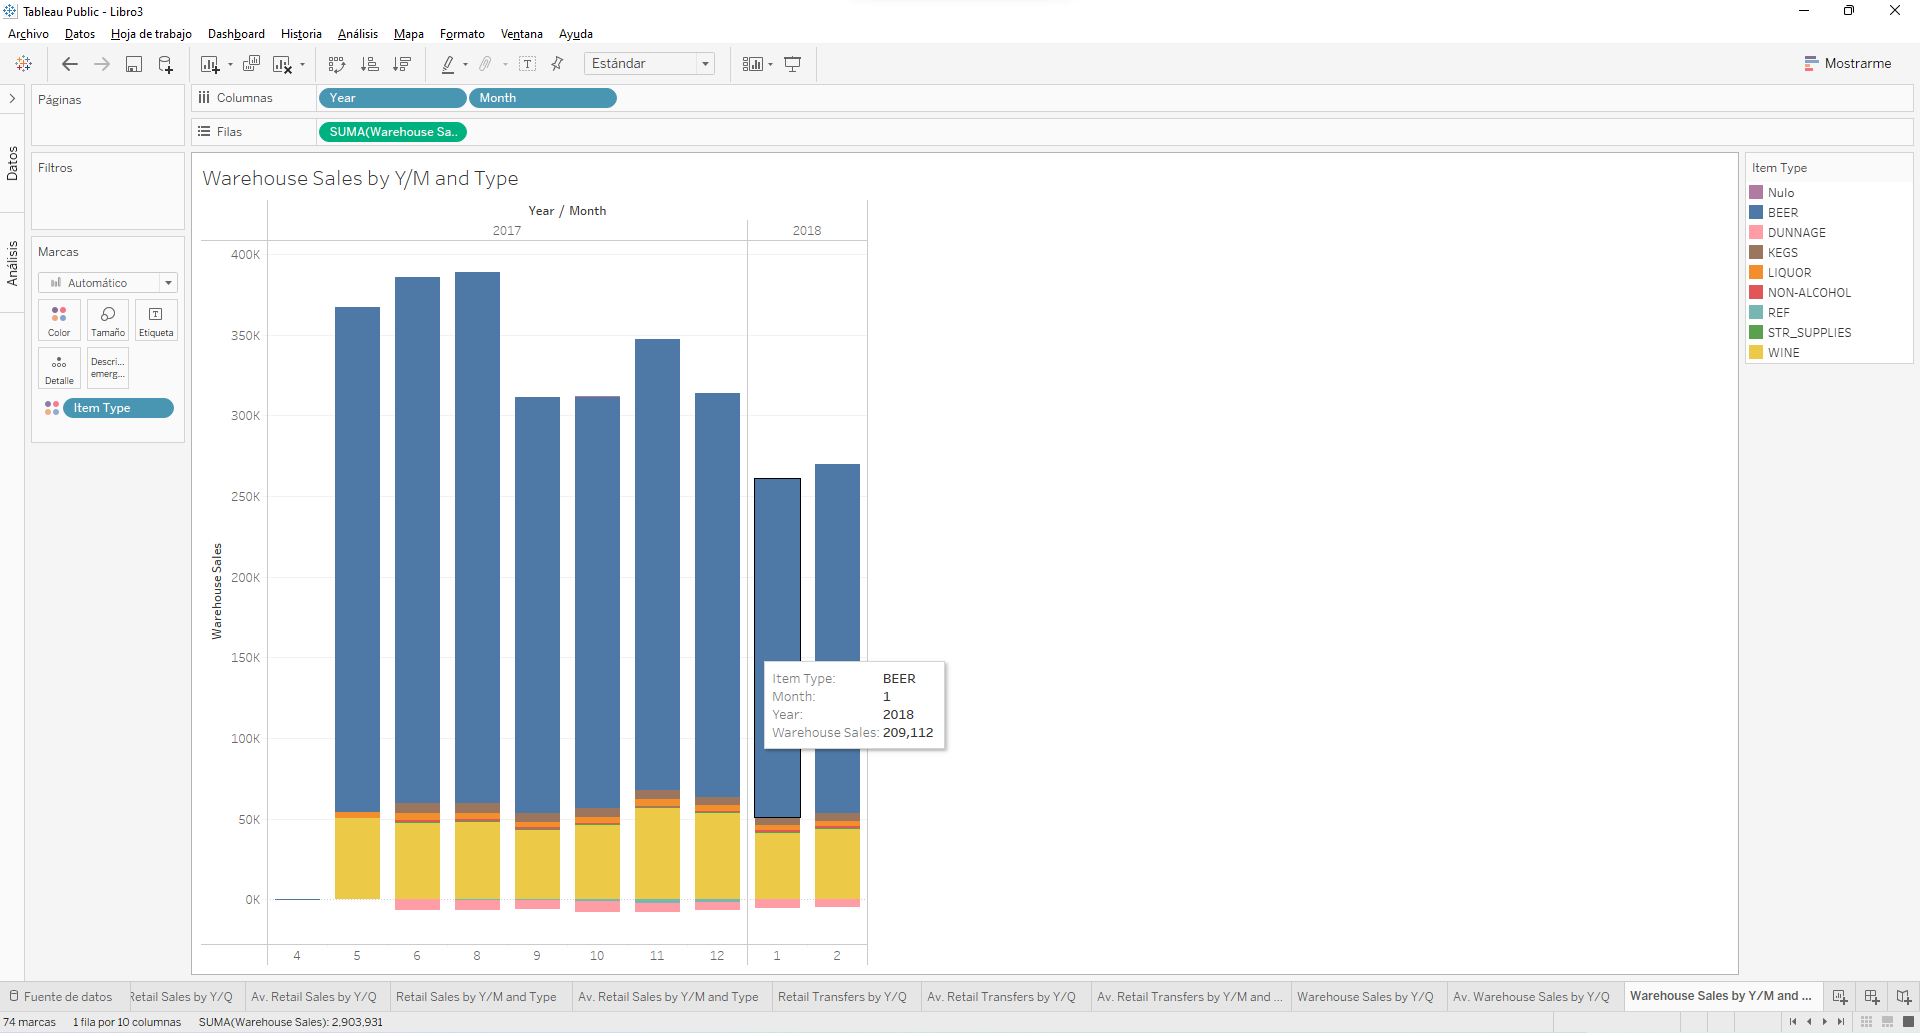 Tableau Public - Libro3
Archivo Datos Hoja de trabajo Dashboard Historia Análisis Mapa Formato Ventana Ayuda
Estándar
Mostrarme
Páginas
Columnas Year Month
Filas SUMA(Warehouse Sa..
Datos
Análisis
Filtros
Marcas
Automático
Color Tamaño Etiqueta
Detalle Descri... emerg...
Item Type
Warehouse Sales by Y/M and Type
Year / Month
2017 2018
Warehouse Sales
400K
350K
300K
250K
200K
150K
100K
50K
0K
4 5 6 8 9 10 11 12 1 2
Item Type: BEER
Month: 1
Year: 2018
Warehouse Sales: 209,112
Item Type
Nulo
BEER
DUNNAGE
KEGS
LIQUOR
NON-ALCOHOL
REF
STR_SUPPLIES
WINE
Fuente de datos Retail Sales by Y/Q Av. Retail Sales by Y/Q Retail Sales by Y/M and Type Av. Retail Sales by Y/M and Type Retail Transfers by Y/Q Av. Retail Transfers by Y/Q Av. Retail Transfers by Y/M and ... Warehouse Sales by Y/Q Av. Warehouse Sales by Y/Q Warehouse Sales by Y/M and ...
74 marcas 1 fila por 10 columnas SUMA(Warehouse Sales): 2,903,931